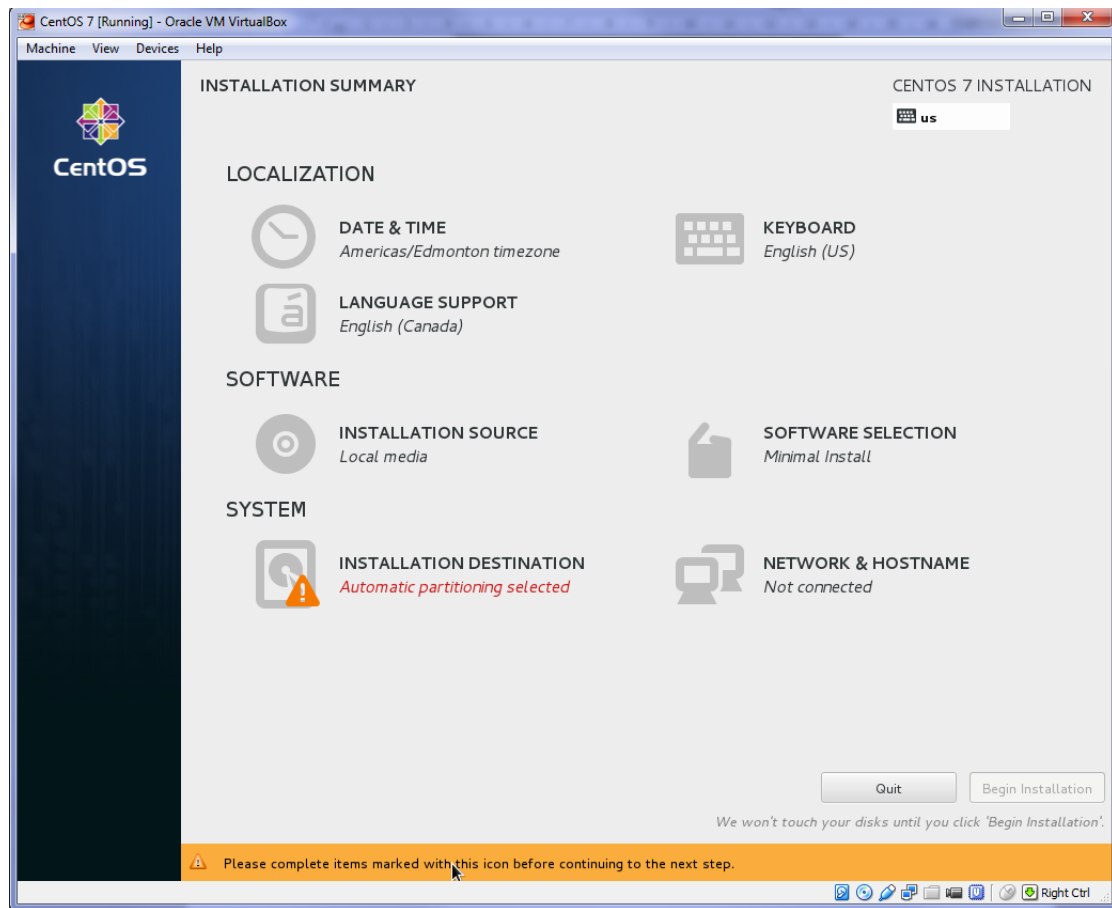 CentOS 7 [Running] - Oracle VM VirtualBox
Machine View Devices Help
INSTALLATION SUMMARY
CENTOS 7 INSTALLATION
us
CentOS
LOCALIZATION
DATE & TIME
Americas/Edmonton timezone
KEYBOARD
English (US)
LANGUAGE SUPPORT
English (Canada)
SOFTWARE
INSTALLATION SOURCE
Local media
SOFTWARE SELECTION
Minimal Install
SYSTEM
INSTALLATION DESTINATION
Automatic partitioning selected
NETWORK & HOSTNAME
Not connected
Quit
Begin Installation
We won't touch your disks until you click 'Begin Installation'.
Please complete items marked with this icon before continuing to the next step.
Right Ctrl